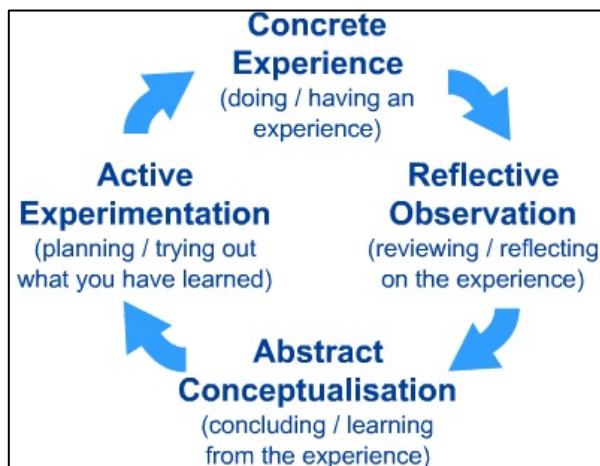 Concrete
Experience
(doing / having an
experience)
Reflective
Observation
(reviewing / reflecting
on the experience)
Abstract
Conceptualisation
(concluding / learning
from the experience)
Active
Experimentation
(planning / trying out
what you have learned)